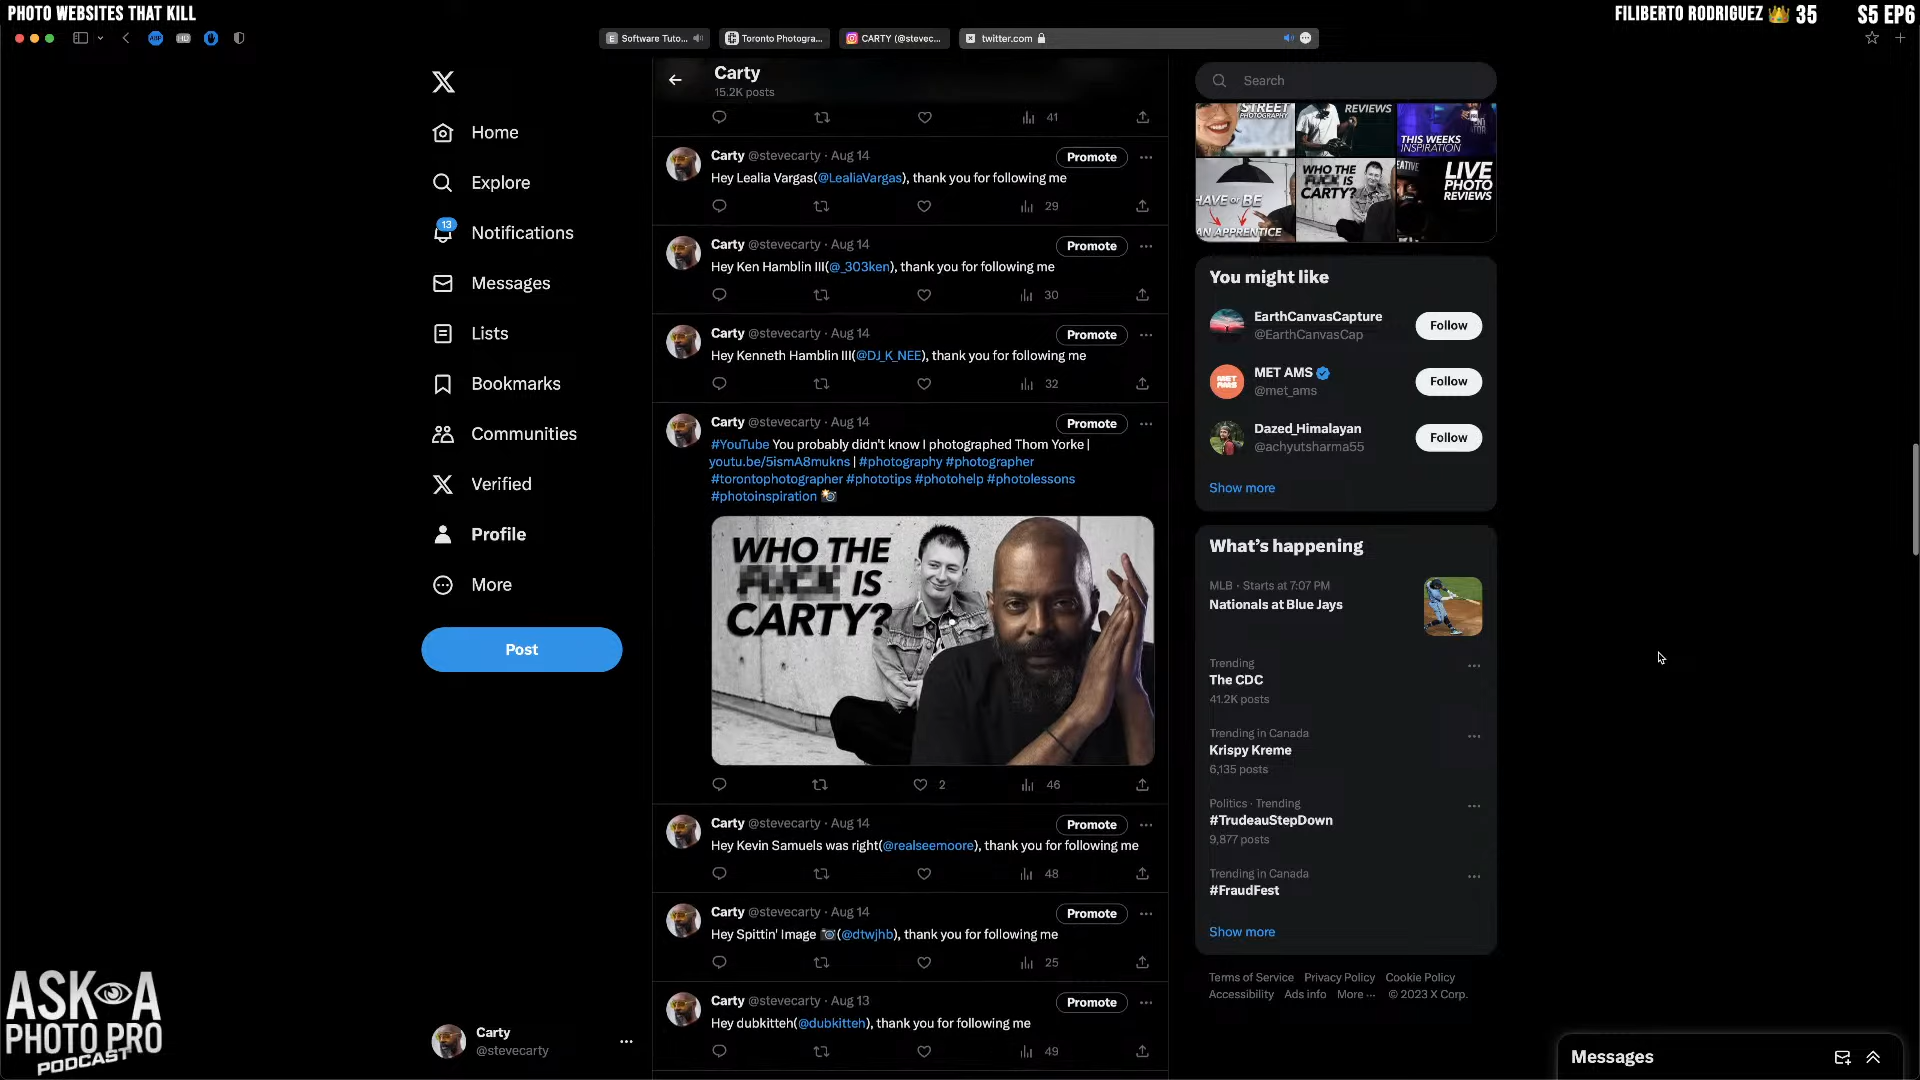 PHOTO WEBSITES THAT KILL
FILIBERTO RODRIGUEZ 👑 35
S5 EP6
Software Tuto...
Toronto Photogra...
CARTY (@stevec...
twitter.com
Home
Explore
13
Notifications
Messages
Lists
Bookmarks
Communities
Verified
Profile
More
Post
Carty
@stevecarty
ASK A
PHOTO PRO
PODCAST
Carty
15.2K posts
41
Carty @stevecarty · Aug 14
Promote
Hey Lealia Vargas(@LealiaVargas), thank you for following me
29
Carty @stevecarty · Aug 14
Promote
Hey Ken Hamblin III(@_303ken), thank you for following me
30
Carty @stevecarty · Aug 14
Promote
Hey Kenneth Hamblin III(@DJ_K_NEE), thank you for following me
32
Carty @stevecarty · Aug 14
Promote
#YouTube You probably didn't know I photographed Thom Yorke |
youtu.be/5ismA8mukns | #photography #photographer
#torontophotographer #phototips #photohelp #photolessons
#photoinspiration 📸
WHO THE
IS
CARTY?
2
46
Carty @stevecarty · Aug 14
Promote
Hey Kevin Samuels was right(@realseemoore), thank you for following me
48
Carty @stevecarty · Aug 14
Promote
Hey Spittin' Image 📸(@dtwjhb), thank you for following me
25
Carty @stevecarty · Aug 13
Promote
Hey dubkitteh(@dubkitteh), thank you for following me
49
Search
STREET
PHOTOGRAPHY
REVIEWS
THIS WEEKS
INSPIRATION
HAVE or BE
AN APPRENTICE
WHO THE
IS
CARTY?
EATIVE
LIVE
PHOTO
REVIEWS
You might like
EarthCanvasCapture
@EarthCanvasCap
Follow
MET AMS
@met_ams
Follow
Dazed_Himalayan
@achyutsharma55
Follow
Show more
What's happening
MLB · Starts at 7:07 PM
Nationals at Blue Jays
Trending
The CDC
41.2K posts
Trending in Canada
Krispy Kreme
6,135 posts
Politics · Trending
#TrudeauStepDown
9,877 posts
Trending in Canada
#FraudFest
Show more
Terms of Service Privacy Policy Cookie Policy
Accessibility Ads info More ··· © 2023 X Corp.
Messages